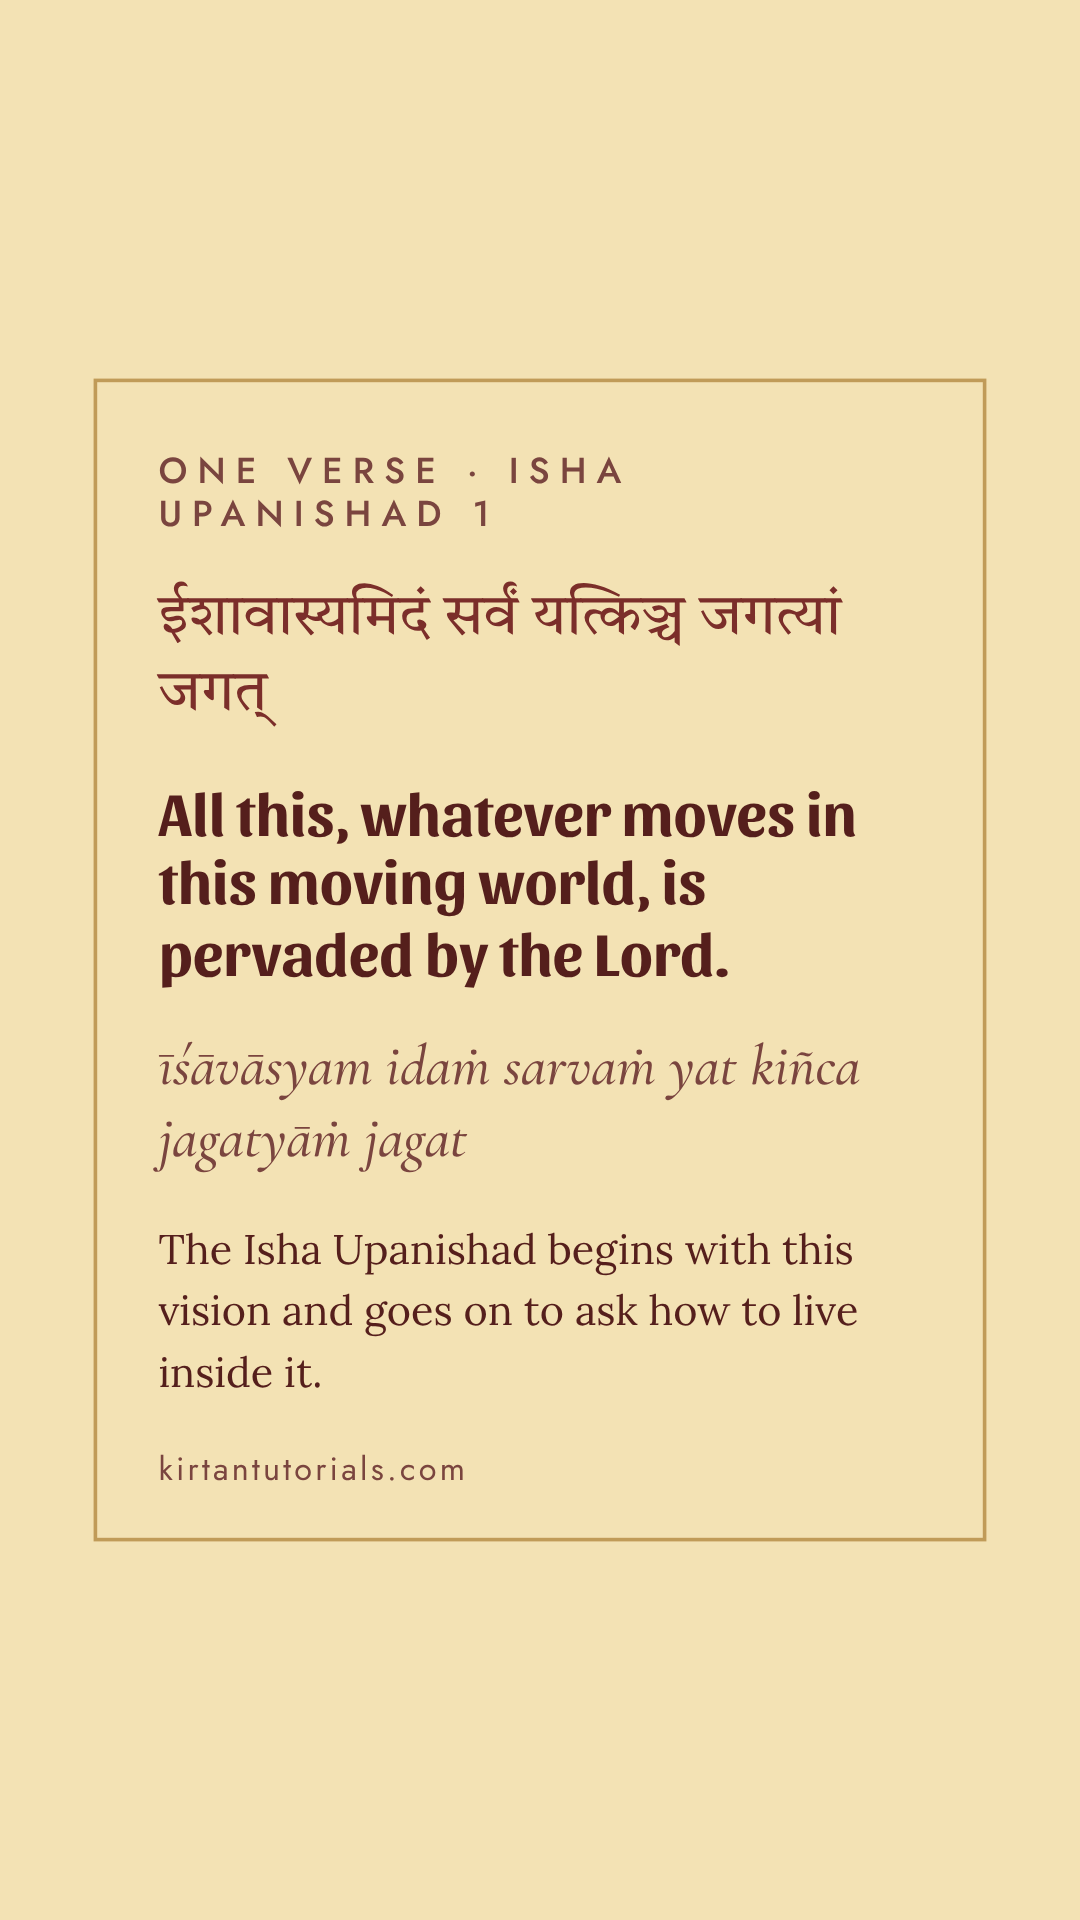 ONE VERSE · ISHA
UPANISHAD 1
ईशावास्यमिदं सर्वं यत्किञ्च जगत्यां
जगत्
All this, whatever moves in
this moving world, is
pervaded by the Lord.
īśāvāsyam idaṁ sarvaṁ yat kiñca
jagatyāṁ jagat
The Isha Upanishad begins with this
vision and goes on to ask how to live
inside it.
kirtantutorials.com